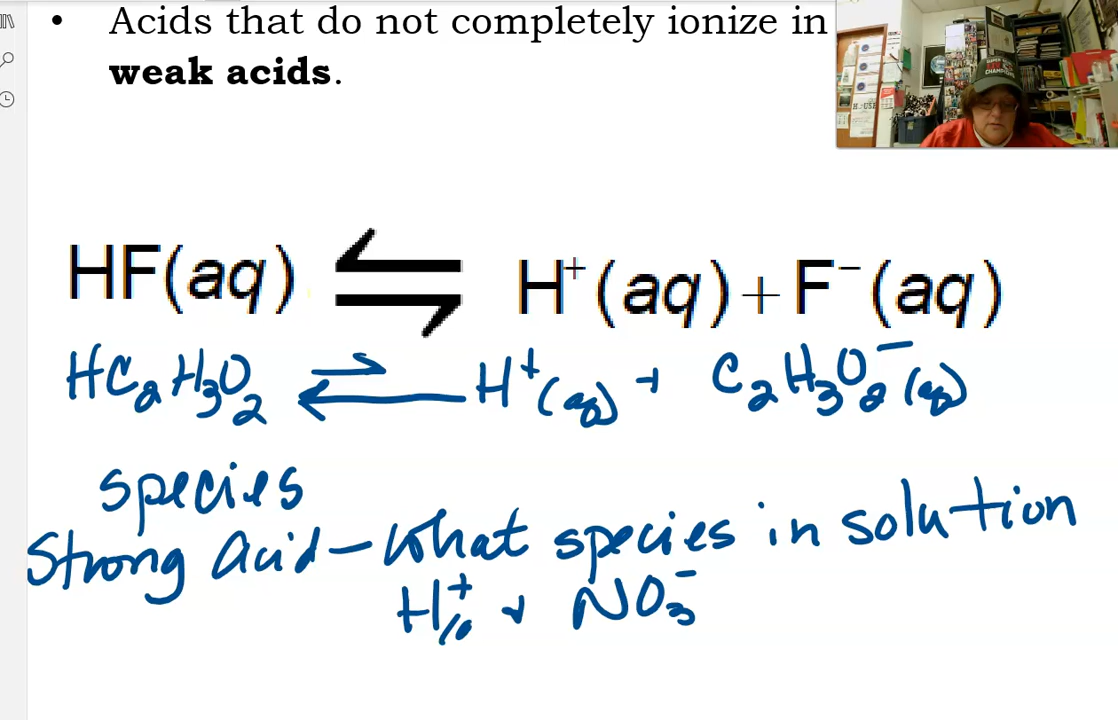 • Acids that do not completely ionize in
weak acids.
HF(aq) ⇌ H⁺(aq) + F⁻(aq)
HC₂H₃O₂ ⇌ H⁺(aq) + C₂H₃O₂⁻(aq)
species
Strong Acid – what species in solution
H⁺ + NO₃⁻